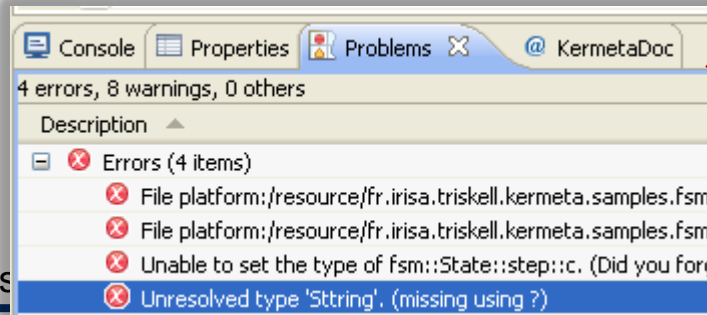 Console Properties Problems KermetaDoc
4 errors, 8 warnings, 0 others
Description
Errors (4 items)
File platform:/resource/fr.irisa.triskell.kermeta.samples.fsm
File platform:/resource/fr.irisa.triskell.kermeta.samples.fsm
Unable to set the type of fsm::State::step::c. (Did you
Unresolved type 'Sttring'. (missing using ?)